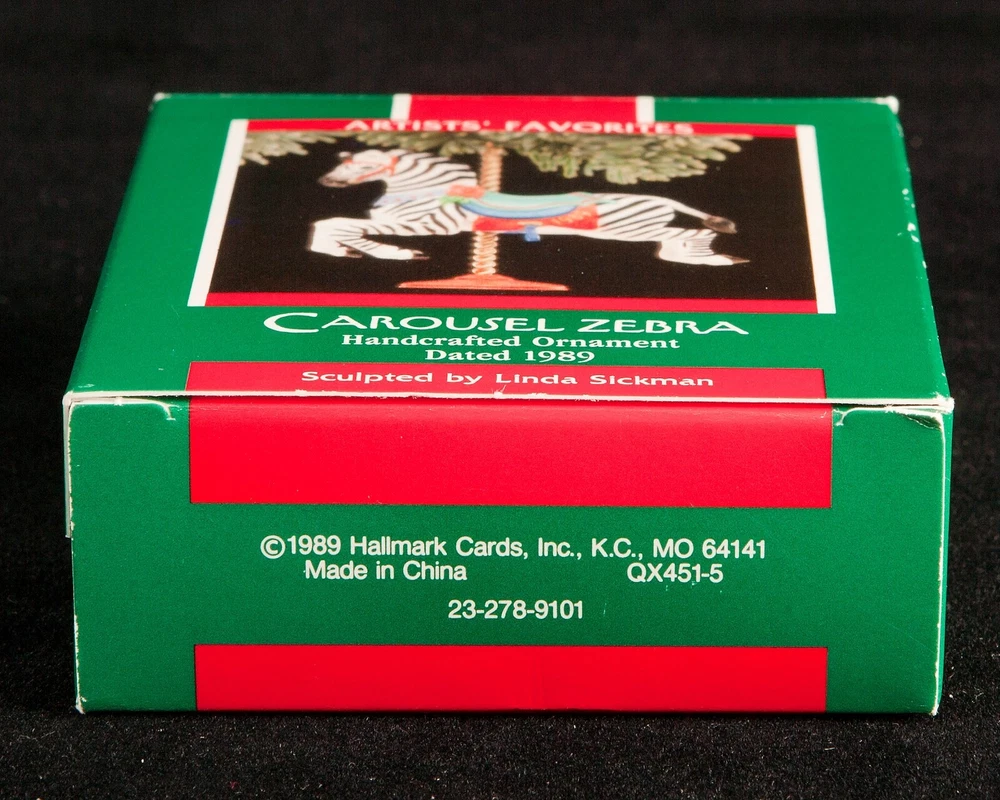 ARTISTS' FAVORITES
CAROUSEL ZEBRA
Handcrafted Ornament
Dated 1989
Sculpted by Linda Sickman
©1989 Hallmark Cards, Inc., K.C., MO 64141
Made in China QX451-5
23-278-9101